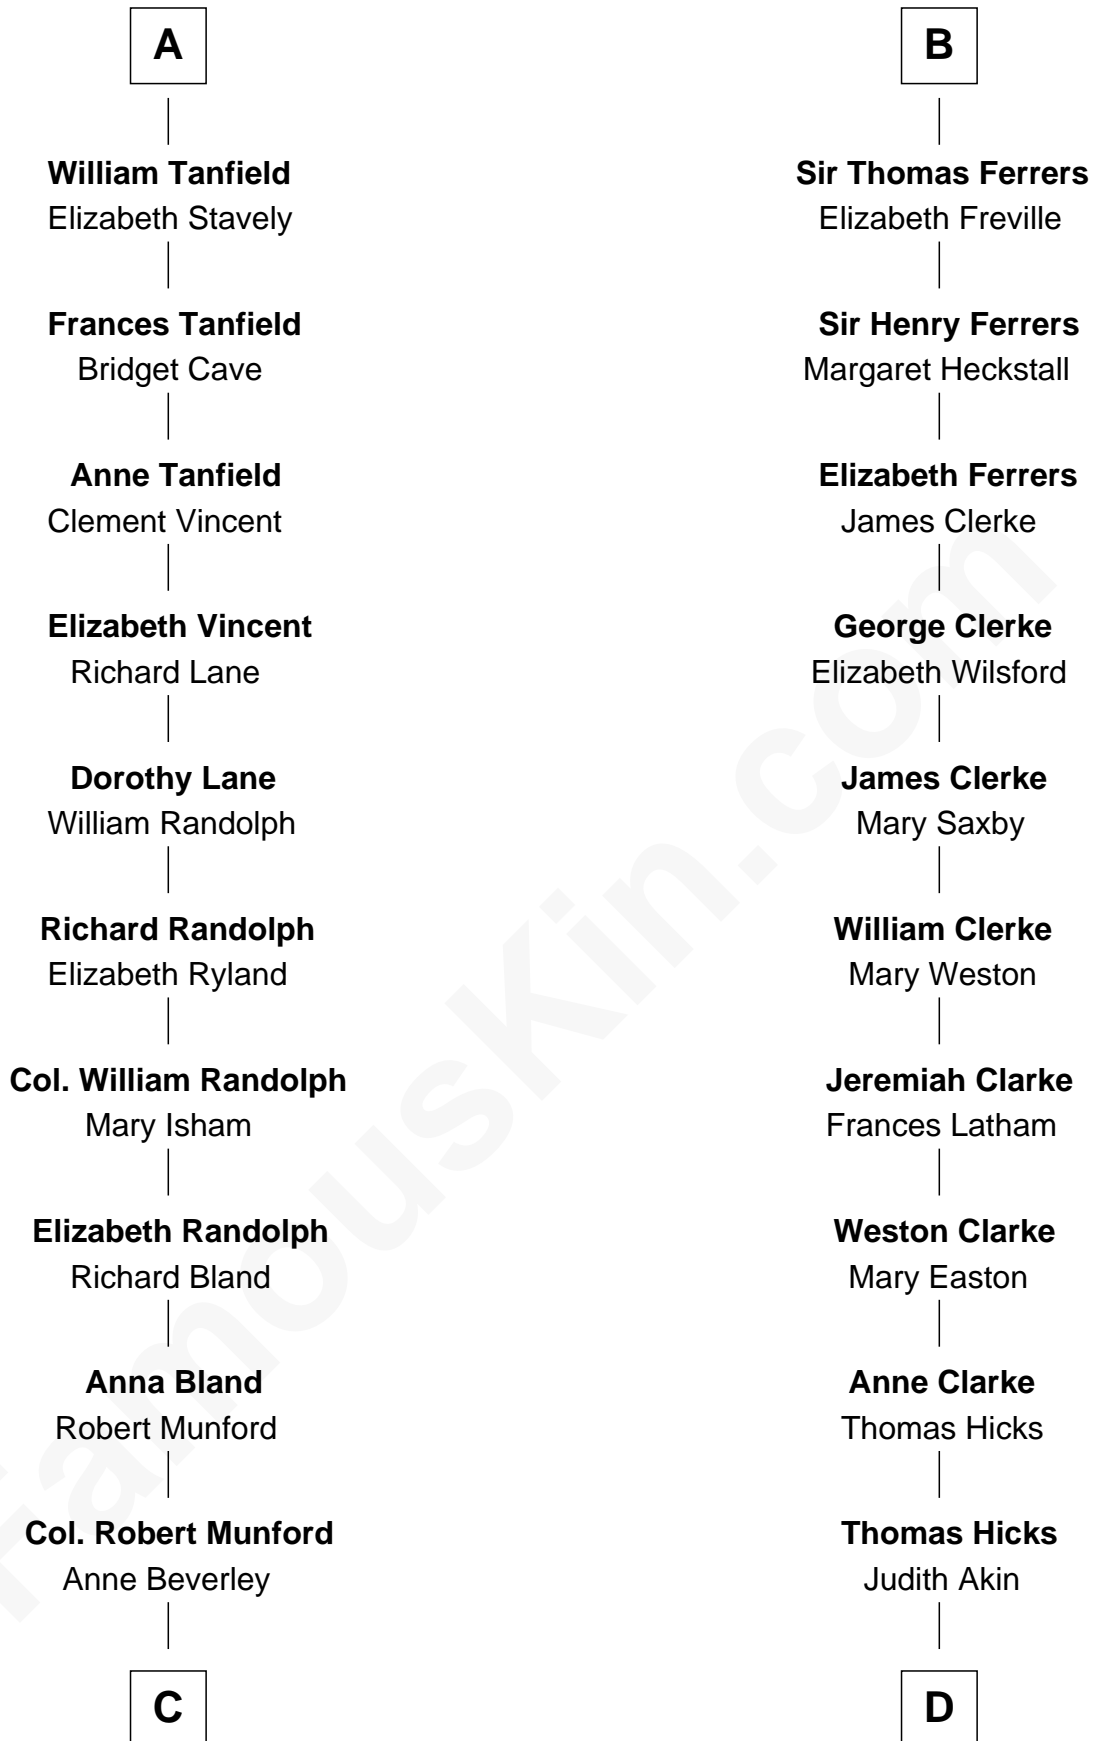 A
William Tanfield
Elizabeth Stavely
Frances Tanfield
Bridget Cave
Anne Tanfield
Clement Vincent
Elizabeth Vincent
Richard Lane
Dorothy Lane
William Randolph
Richard Randolph
Elizabeth Ryland
Col. William Randolph
Mary Isham
Elizabeth Randolph
Richard Bland
Anna Bland
Robert Munford
Col. Robert Munford
Anne Beverley
C
B
Sir Thomas Ferrers
Elizabeth Freville
Sir Henry Ferrers
Margaret Heckstall
Elizabeth Ferrers
James Clerke
George Clerke
Elizabeth Wilsford
James Clerke
Mary Saxby
William Clerke
Mary Weston
Jeremiah Clarke
Frances Latham
Weston Clarke
Mary Easton
Anne Clarke
Thomas Hicks
Thomas Hicks
Judith Akin
D
FamousKin.com